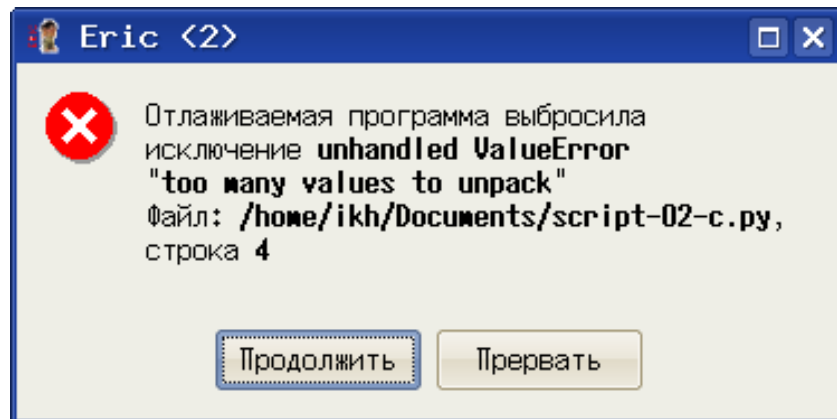 Eric <2>
Отлаживаемая программа выбросила
исключение unhandled ValueError
"too many values to unpack"
Файл: /home/ikh/Documents/script-02-c.py,
строка 4
Продолжить Прервать